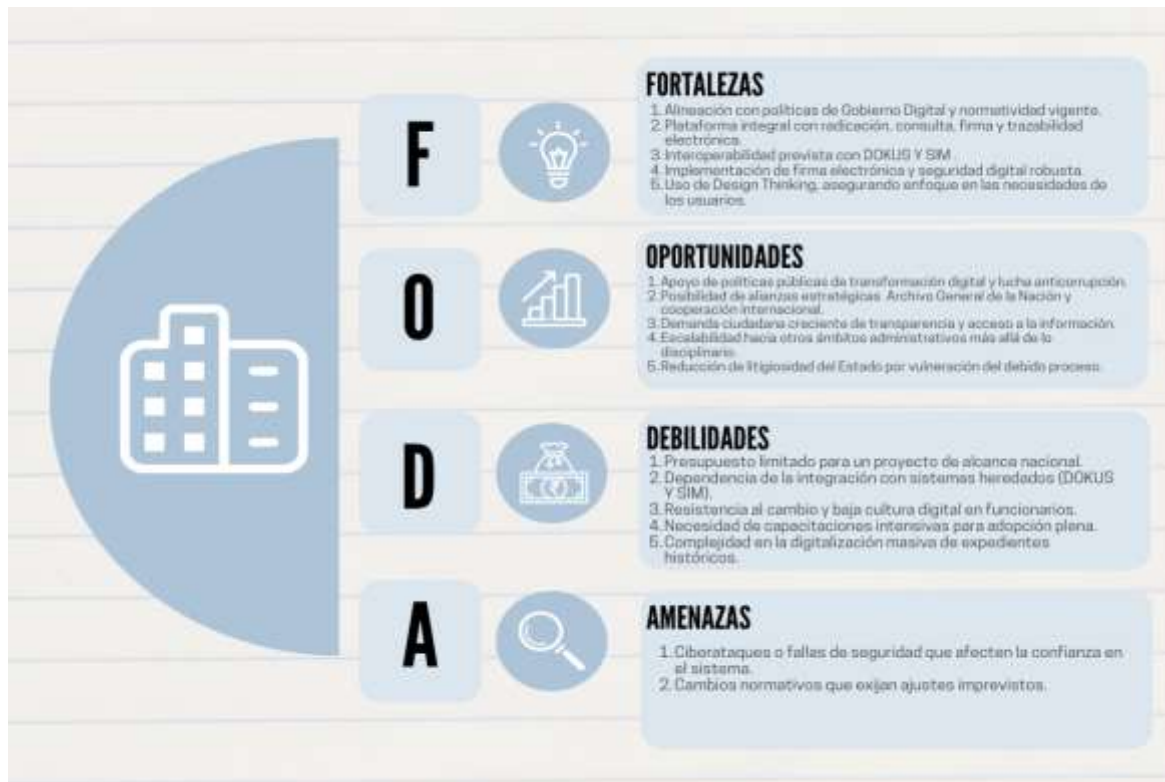 F
FORTALEZAS
1. Alineación con políticas de Gobierno Digital y normatividad vigente.
2. Plataforma integral con radicación, consulta, firma y trazabilidad
electrónica.
3. Interoperabilidad prevista con DOKUS Y SIM
4. Implementación de firma electrónica y seguridad digital robusta.
5. Uso de Design Thinking, asegurando enfoque en las necesidades de
los usuarios.
O
OPORTUNIDADES
1. Apoyo de políticas públicas de transformación digital y lucha anticorrupción.
2. Posibilidad de alianzas estratégicas: Archivo General de la Nación y
cooperación internacional.
3. Demanda ciudadana creciente de transparencia y acceso a la información.
4. Escalabilidad hacia otros ámbitos administrativos más allá de lo
disciplinario.
5. Reducción de litigiosidad del Estado por vulneración del debido proceso.
D
DEBILIDADES
1. Presupuesto limitado para un proyecto de alcance nacional.
2. Dependencia de la integración con sistemas heredados (DOKUS
Y SIM).
3. Resistencia al cambio y baja cultura digital en funcionarios.
4. Necesidad de capacitaciones intensivas para adopción plena.
5. Complejidad en la digitalización masiva de expedientes
históricos.
A
AMENAZAS
1. Ciberataques o fallas de seguridad que afecten la confianza en
el sistema.
2. Cambios normativos que exijan ajustes imprevistos.